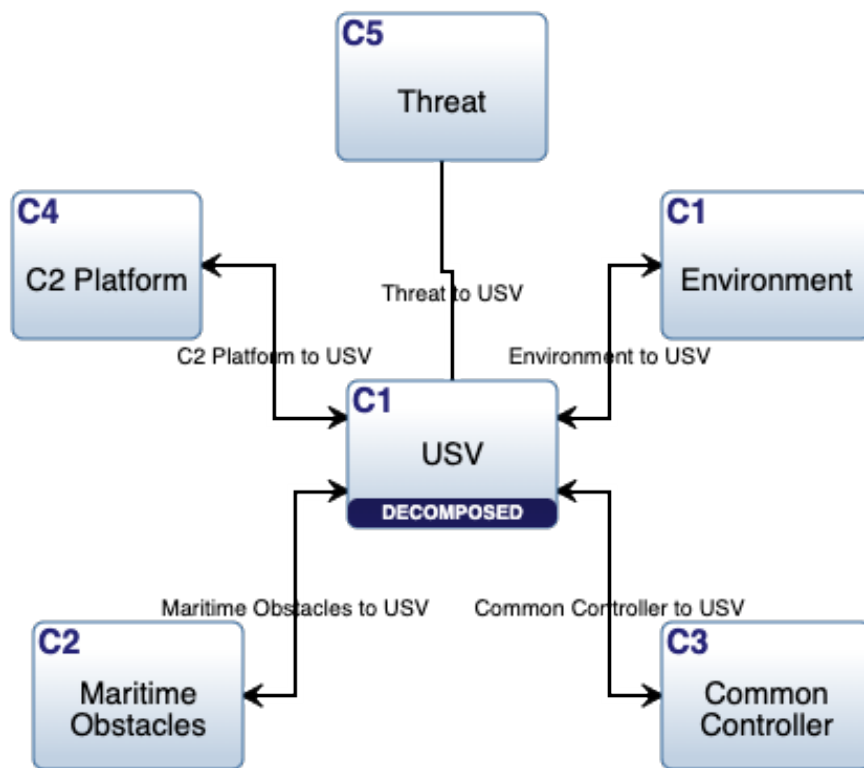 C5
Threat
C4
C2 Platform
C1
Environment
Threat to USV
C2 Platform to USV
Environment to USV
C1
USV
DECOMPOSED
Maritime Obstacles to USV
Common Controller to USV
C2
Maritime
Obstacles
C3
Common
Controller